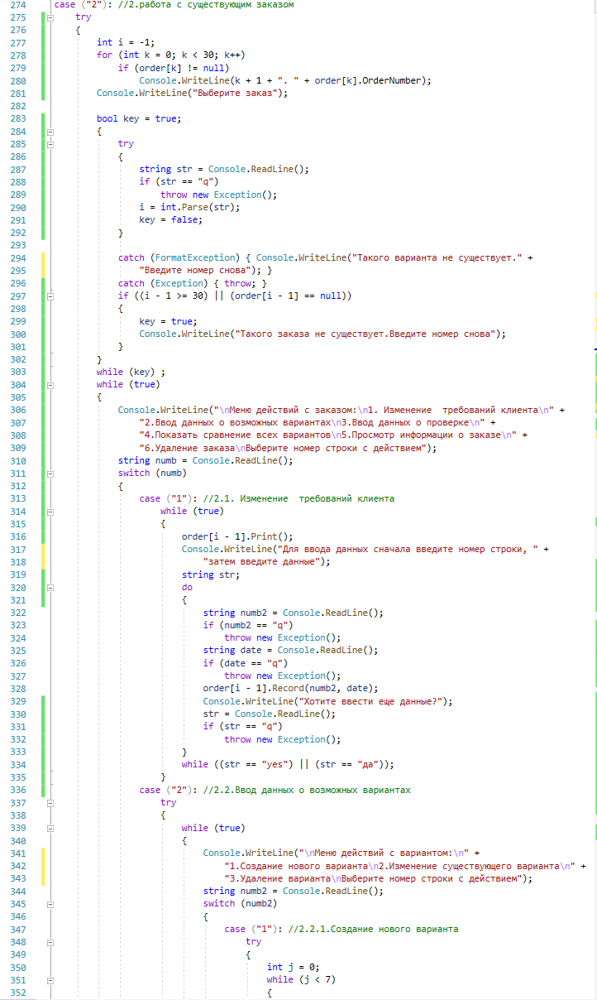 274 case ("2"): //2.работа с существующим заказом
275 try
276 {
277 int i = -1;
278 for (int k = 0; k < 30; k++)
279 if (order[k] != null)
280 Console.WriteLine(k + 1 + ". " + order[k].OrderNumber);
281 Console.WriteLine("Выберите заказ");
282
283 bool key = true;
284 {
285 try
286 {
287 string str = Console.ReadLine();
288 if (str == "q")
289 throw new Exception();
290 i = int.Parse(str);
291 key = false;
292 }
293
294 catch (FormatException) { Console.WriteLine("Такого варианта не существует." +
295 "Введите номер снова"); }
296 catch (Exception) { throw; }
297 if ((i - 1 >= 30) || (order[i - 1] == null))
298 {
299 key = true;
300 Console.WriteLine("Такого заказа не существует.Введите номер снова");
301 }
302 }
303 while (key) ;
304 while (true)
305 {
306 Console.WriteLine("\nМеню действий с заказом:\n1. Изменение  требований клиента\n" +
307 "2.Ввод данных о возможных вариантах\n3.Ввод данных о проверке\n" +
308 "4.Показать сравнение всех вариантов\n5.Просмотр информации о заказе\n" +
309 "6.Удаление заказа\nВыберите номер строки с действием");
310 string numb = Console.ReadLine();
311 switch (numb)
312 {
313 case ("1"): //2.1. Изменение  требований клиента
314 while (true)
315 {
316 order[i - 1].Print();
317 Console.WriteLine("Для ввода данных сначала введите номер строки, " +
318 "затем введите данные");
319 string str;
320 do
321 {
322 string numb2 = Console.ReadLine();
323 if (numb2 == "q")
324 throw new Exception();
325 string date = Console.ReadLine();
326 if (date == "q")
327 throw new Exception();
328 order[i - 1].Record(numb2, date);
329 Console.WriteLine("Хотите ввести еще данные?");
330 str = Console.ReadLine();
331 if (str == "q")
332 throw new Exception();
333 }
334 while ((str == "yes") || (str == "да"));
335 }
336 case ("2"): //2.2.Ввод данных о возможных вариантах
337 try
338 {
339 while (true)
340 {
341 Console.WriteLine("\nМеню действий с вариантом:\n" +
342 "1.Создание нового варианта\n2.Изменение существующего варианта\n" +
343 "3.Удаление варианта\nВыберите номер строки с действием");
344 string numb2 = Console.ReadLine();
345 switch (numb2)
346 {
347 case ("1"): //2.2.1.Создание нового варианта
348 try
349 {
350 int j = 0;
351 while (j < 7)
352 {